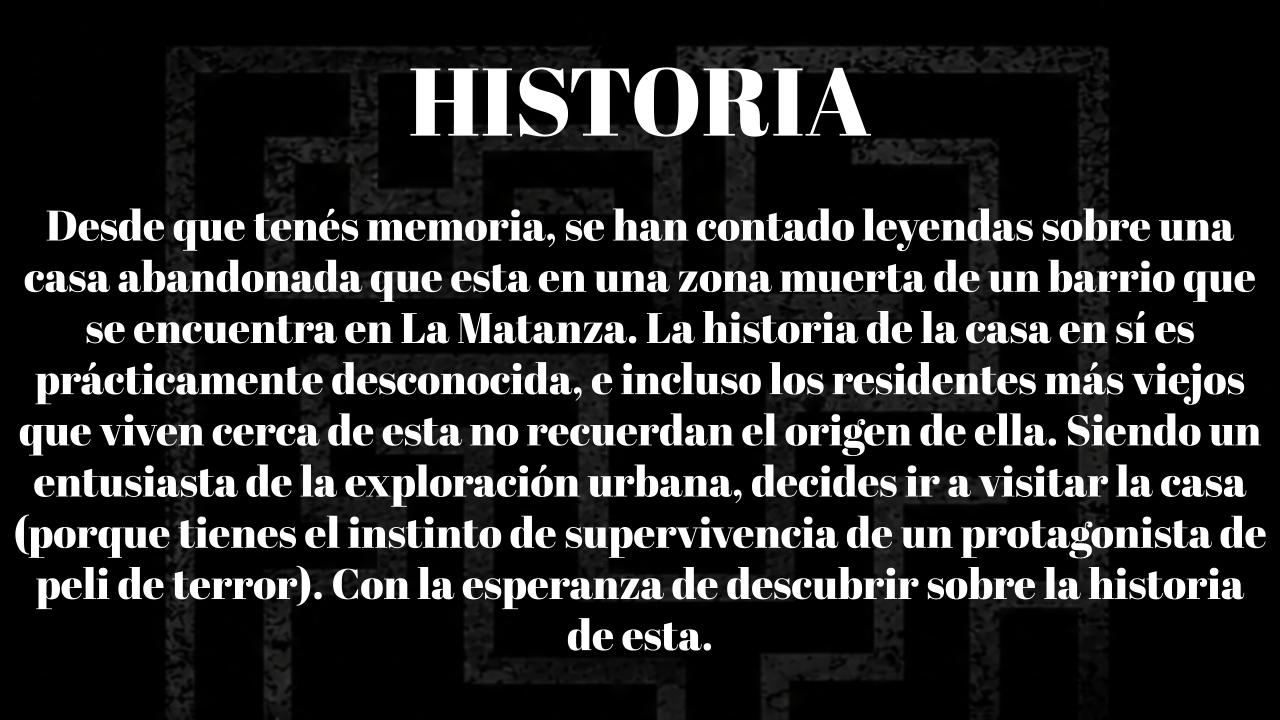 HISTORIA
Desde que tenés memoria, se han contado leyendas sobre una
casa abandonada que esta en una zona muerta de un barrio que
se encuentra en La Matanza. La historia de la casa en sí es
prácticamente desconocida, e incluso los residentes más viejos
que viven cerca de esta no recuerdan el origen de ella. Siendo un
entusiasta de la exploración urbana, decides ir a visitar la casa
(porque tienes el instinto de supervivencia de un protagonista de
peli de terror). Con la esperanza de descubrir sobre la historia
de esta.